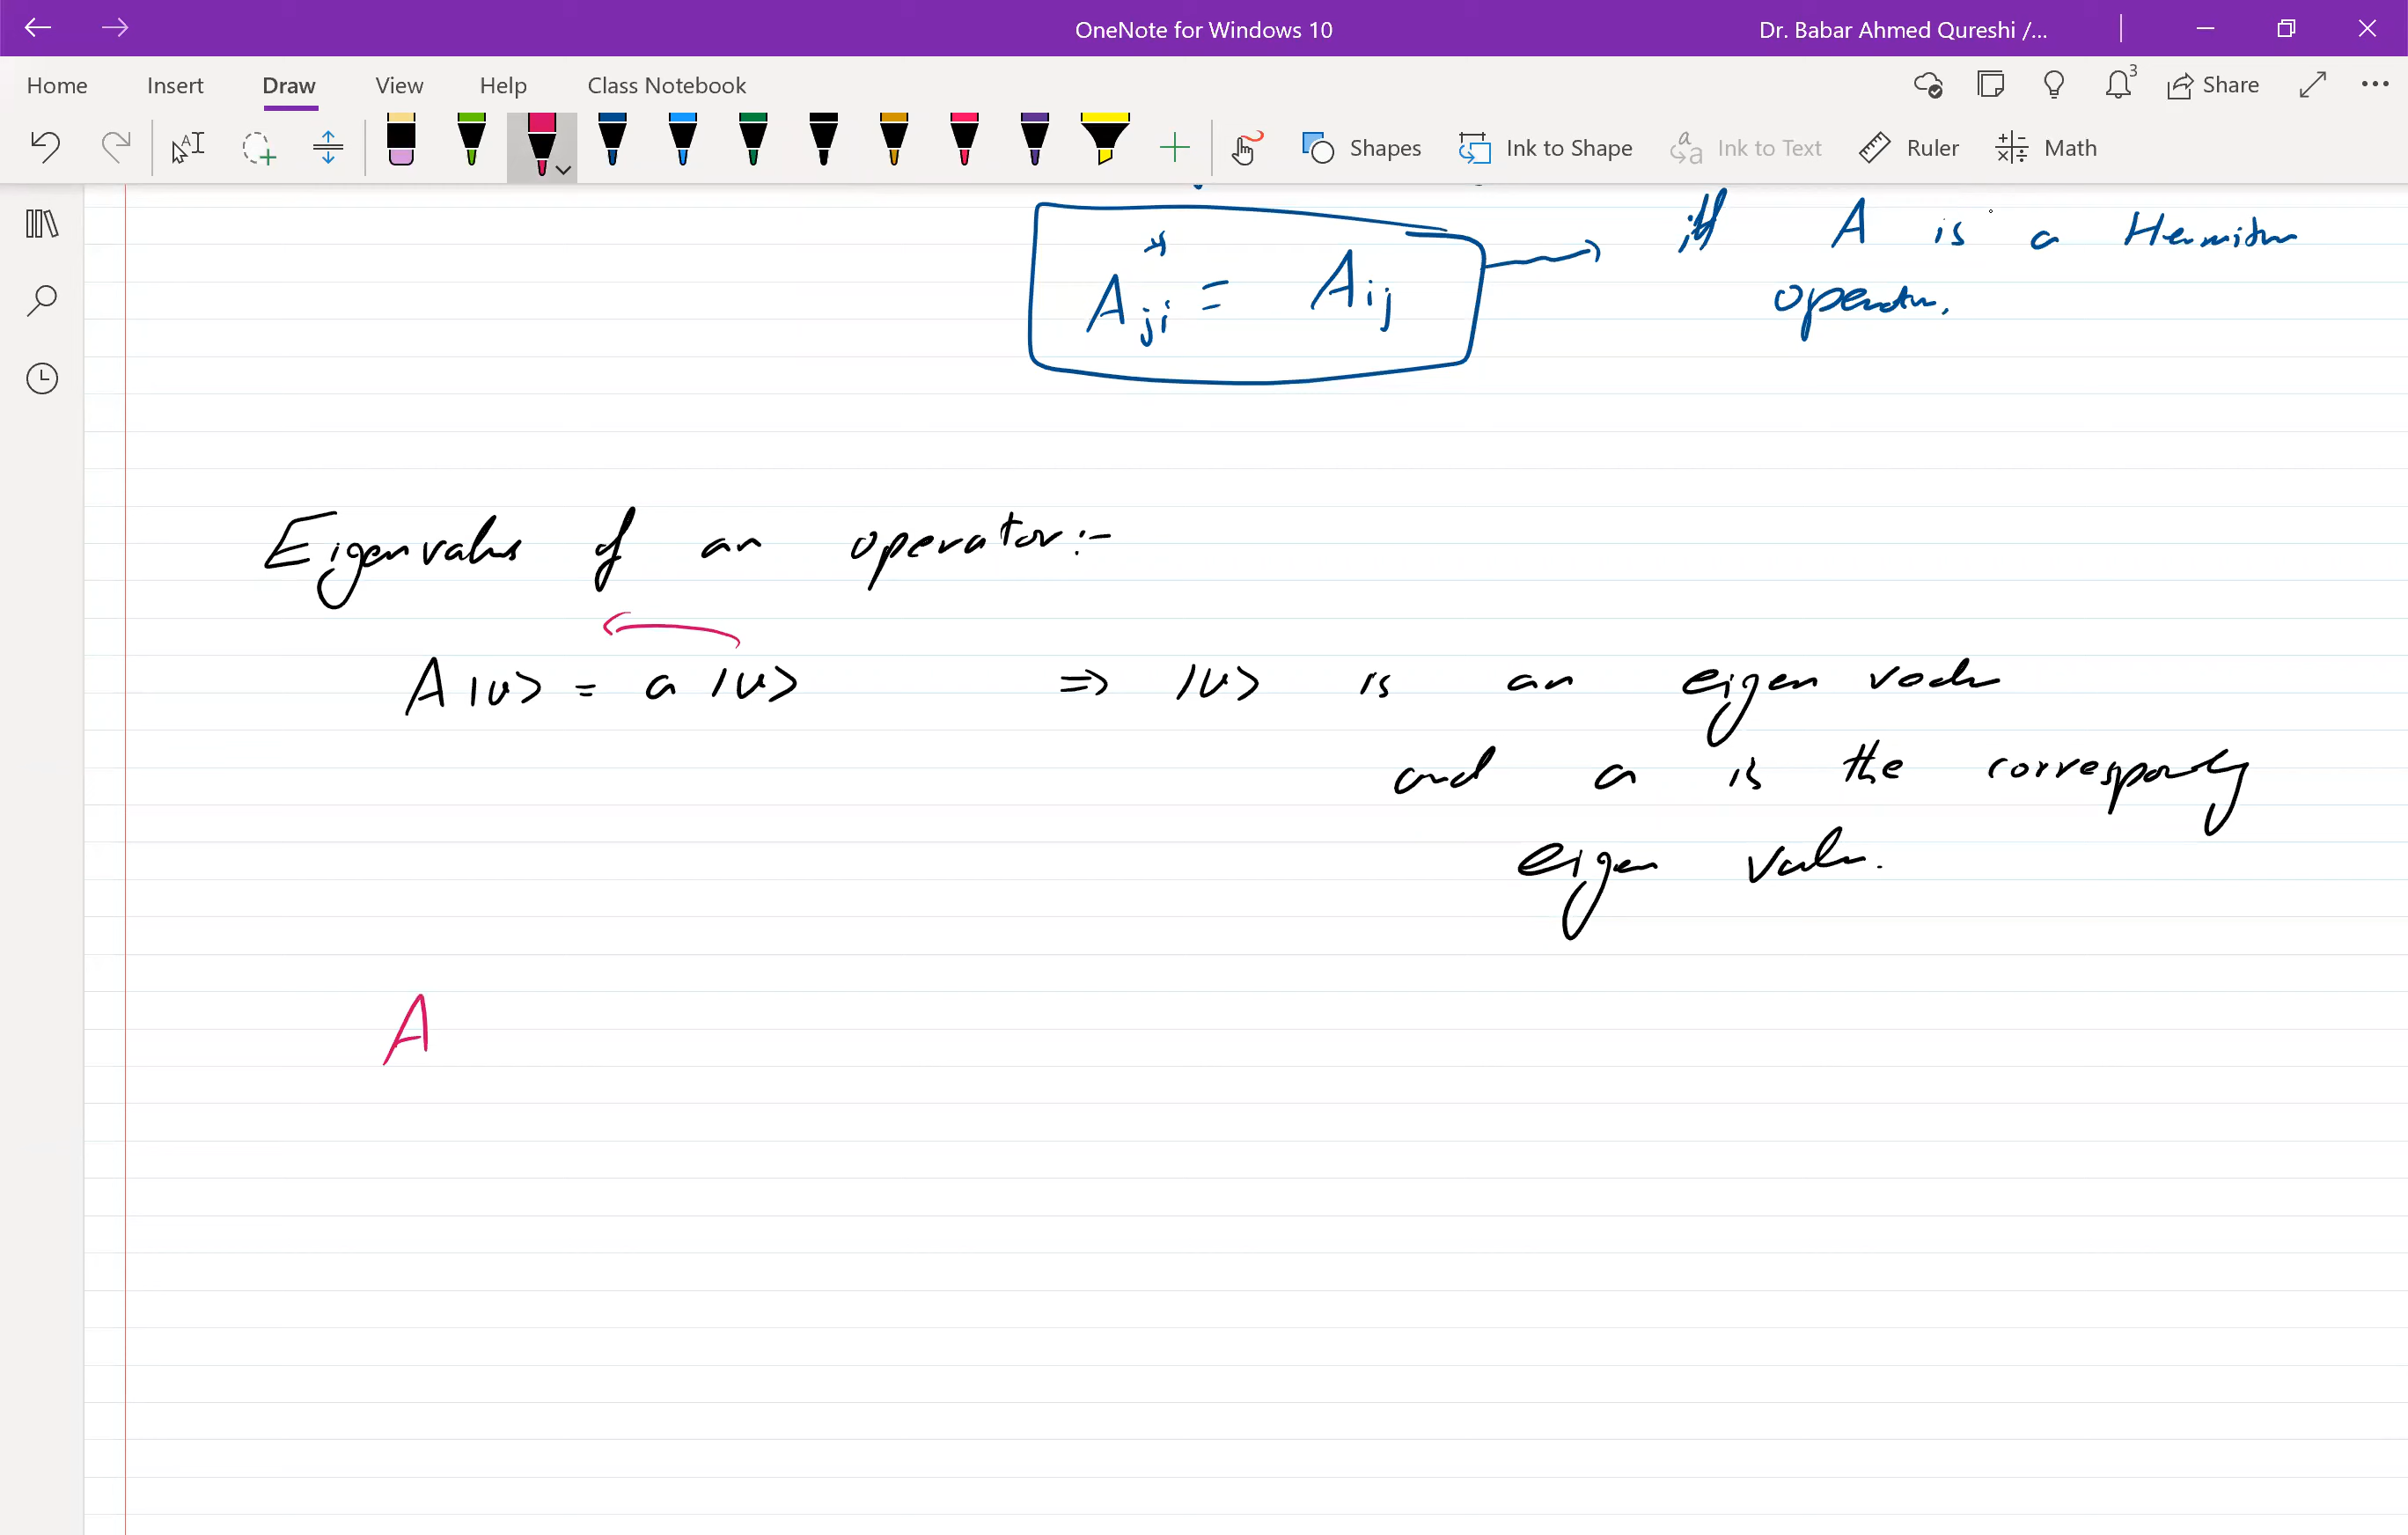 OneNote for Windows 10
Dr. Babar Ahmed Qureshi /...
Home Insert Draw View Help Class Notebook
3 Share
Shapes Ink to Shape Ink to Text Ruler Math
A*ji = Aij → if A is a Hermitian
operator.
Eigenvalues of an operator:-
A|v> = a |v> ⇒ |v> is an eigen vector
and a is the corresponding
eigen value.
A